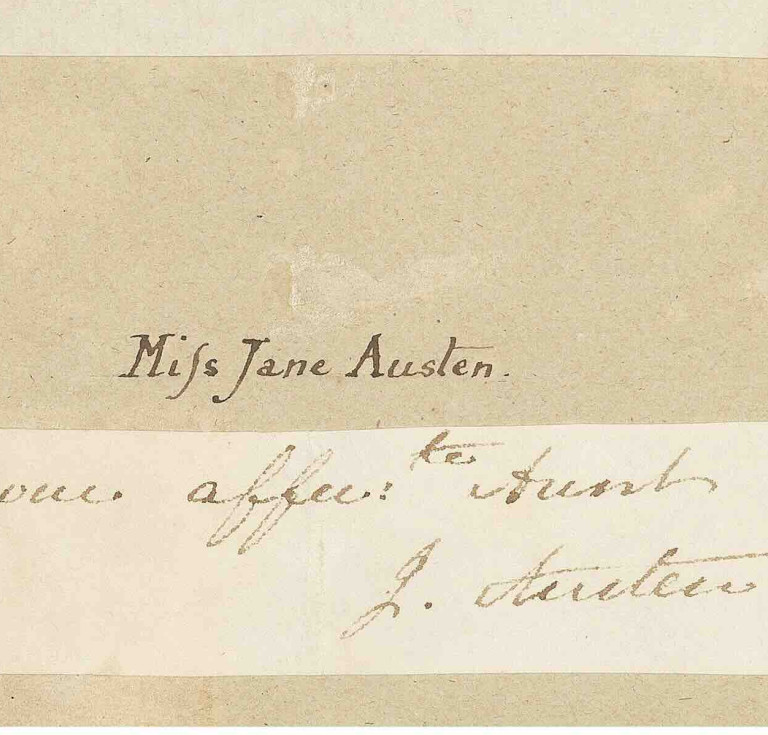 Miſs Jane Austen.
affec:te Aunt
J. Austen